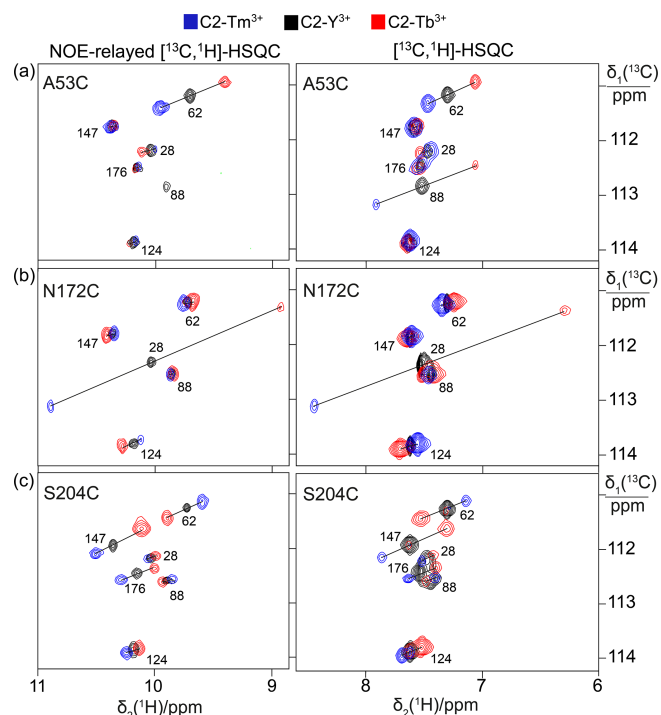 C2-Tm³⁺ C2-Y³⁺ C2-Tb³⁺
NOE-relayed [¹³C,¹H]-HSQC [¹³C,¹H]-HSQC
(a)
A53C
62
147
28
176
88
124
A53C
62
147
28
176
88
124
δ₁(¹³C)
ppm
112
113
114
(b)
N172C
62
147
28
88
124
N172C
62
147
28
88
124
δ₁(¹³C)
ppm
112
113
114
(c)
S204C
62
147
28
176
88
124
S204C
62
147
28
176
88
124
δ₁(¹³C)
ppm
112
113
114
11 10 9 8 7 6
δ₂(¹H)/ppm δ₂(¹H)/ppm